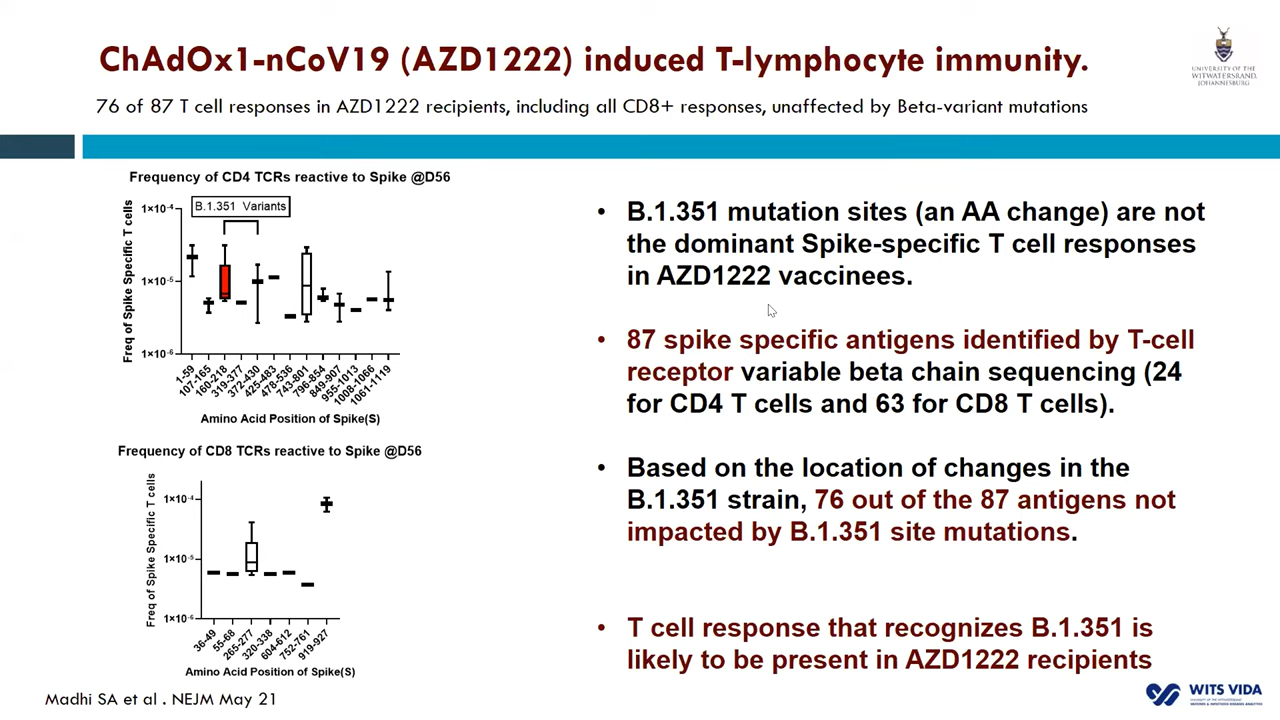 ChAdOx1-nCoV19 (AZD1222) induced T-lymphocyte immunity.
UNIVERSITY OF THE
WITWATERSRAND,
JOHANNESBURG
76 of 87 T cell responses in AZD1222 recipients, including all CD8+ responses, unaffected by Beta-variant mutations
Frequency of CD4 TCRs reactive to Spike @D56
B.1.351 Variants
Freq of Spike Specific T cells
1×10-4
1×10-5
1×10-6
1-59
107-165
160-218
319-377
372-430
425-483
478-536
743-801
796-854
849-907
955-1013
1008-1066
1061-1119
Amino Acid Position of Spike(S)
Frequency of CD8 TCRs reactive to Spike @D56
Freq of Spike Specific T cells
1×10-4
1×10-5
1×10-6
36-49
55-68
265-277
320-338
604-612
752-761
919-927
Amino Acid Position of Spike(S)
• B.1.351 mutation sites (an AA change) are not
the dominant Spike-specific T cell responses
in AZD1222 vaccinees.
• 87 spike specific antigens identified by T-cell
receptor variable beta chain sequencing (24
for CD4 T cells and 63 for CD8 T cells).
• Based on the location of changes in the
B.1.351 strain, 76 out of the 87 antigens not
impacted by B.1.351 site mutations.
• T cell response that recognizes B.1.351 is
likely to be present in AZD1222 recipients
Madhi SA et al . NEJM May 21
WITS VIDA